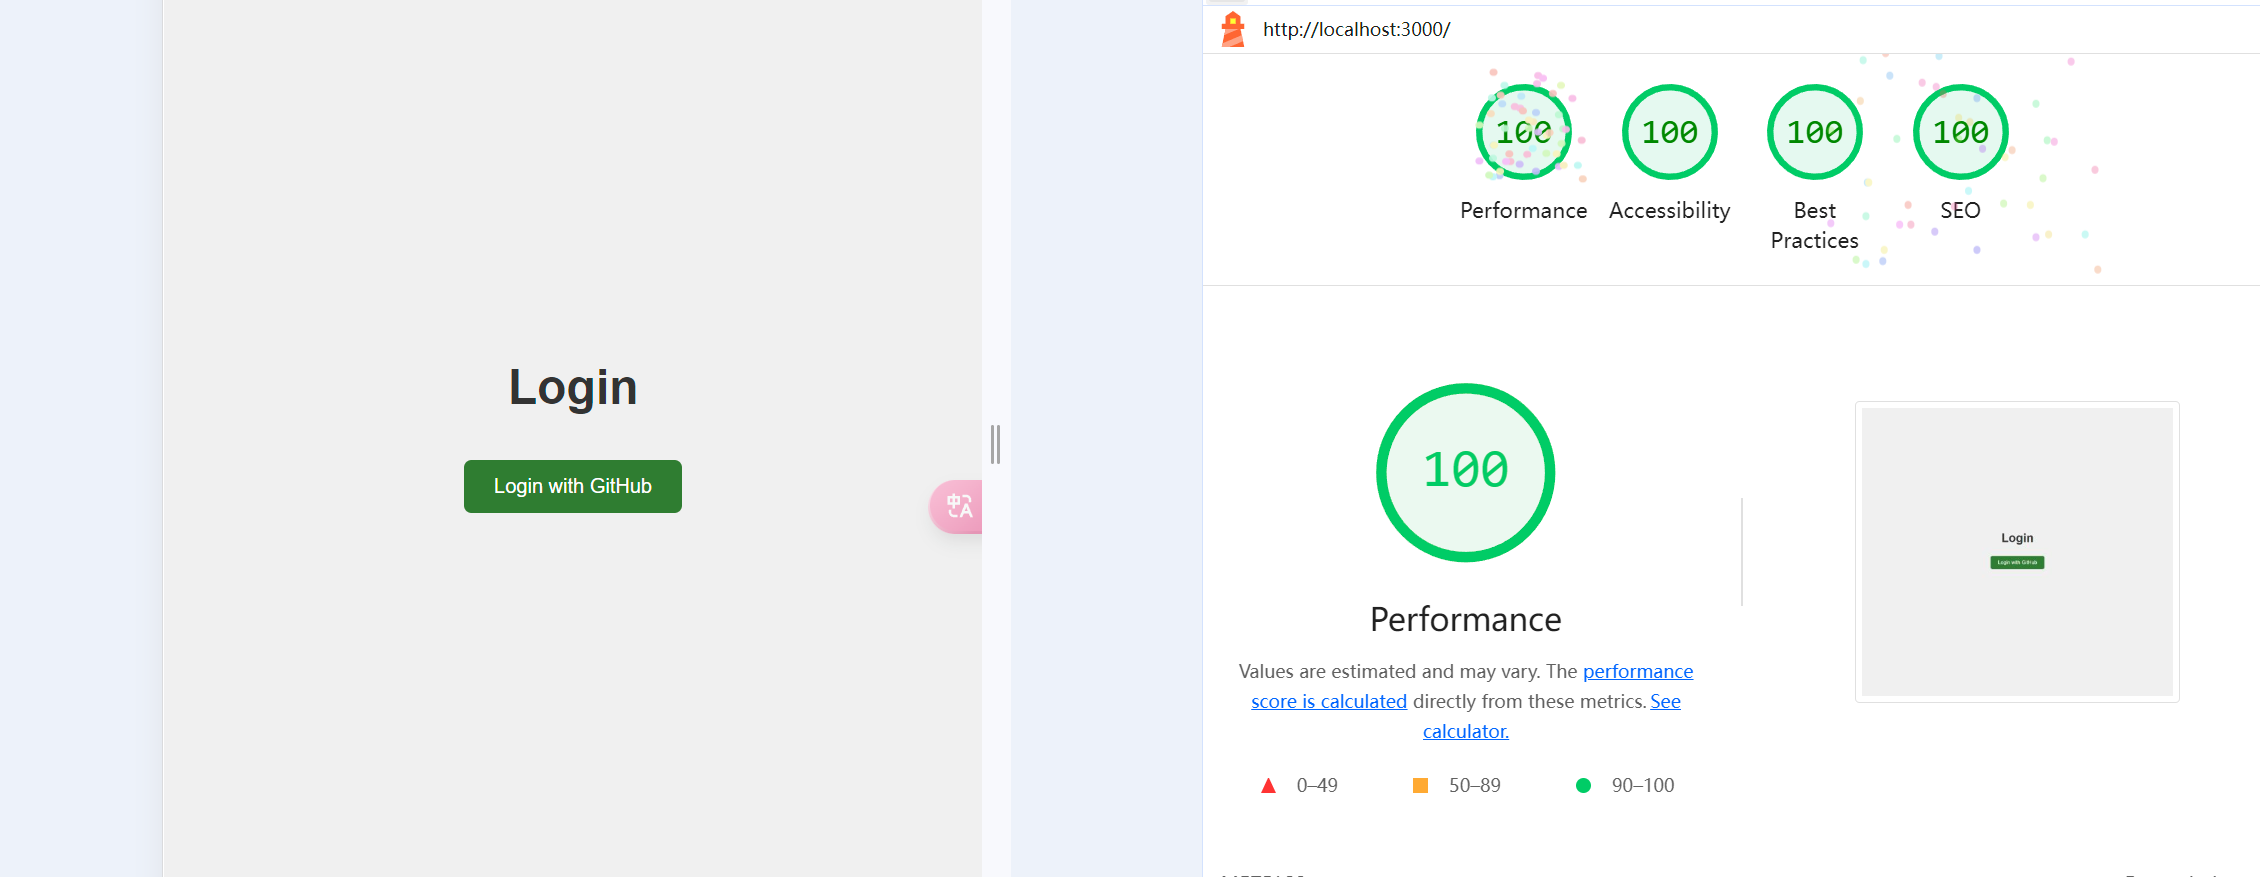 Login
Login with GitHub
中A
http://localhost:3000/
100
100
100
100
Performance
Accessibility
Best
Practices
SEO
100
Performance
Values are estimated and may vary. The performance
score is calculated directly from these metrics. See
calculator.
0–49
50–89
90–100
Login
Login with GitHub